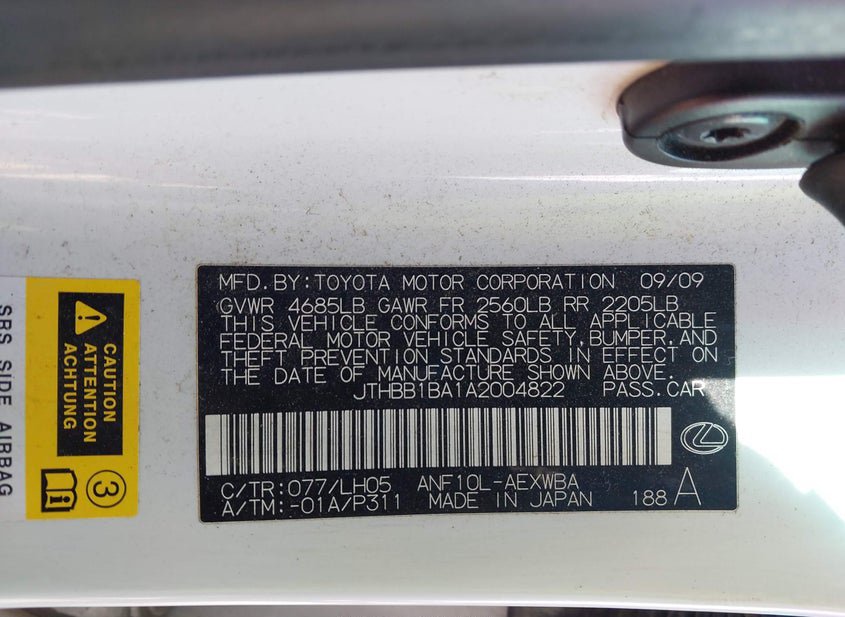 MFD.BY:TOYOTA MOTOR CORPORATION 09/09
GVWR 4685LB GAWR FR 2560LB RR 2205LB
THIS VEHICLE CONFORMS TO ALL APPLICABLE
FEDERAL MOTOR VEHICLE SAFETY,BUMPER,AND
THEFT PREVENTION STANDARDS IN EFFECT ON
THE DATE OF MANUFACTURE SHOWN ABOVE.
JTHBB1BA1A2004822 PASS.CAR
C/TR:077/LH05 ANF10L-AEXWBA
A/TM:-01A/P311 MADE IN JAPAN 188 A
CAUTION
ATTENTION
ACHTUNG
3
SRS SIDE AIRBAG